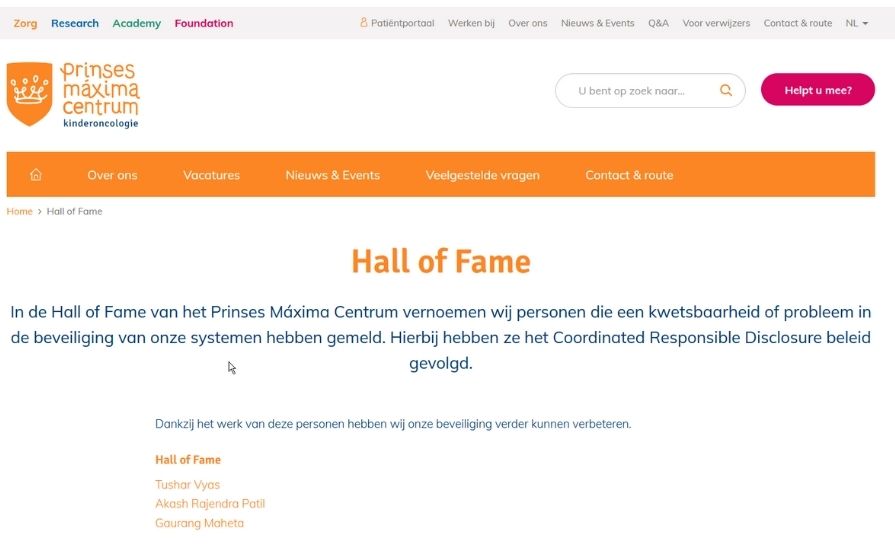 Zorg Research Academy Foundation Patiëntportaal Werken bij Over ons Nieuws & Events Q&A Voor verwijzers Contact & route NL
prinses
máxima
centrum
kinderoncologie
U bent op zoek naar...
Helpt u mee?
Over ons Vacatures Nieuws & Events Veelgestelde vragen Contact & route
Home > Hall of Fame
Hall of Fame
In de Hall of Fame van het Prinses Máxima Centrum vernoemen wij personen die een kwetsbaarheid of probleem in
de beveiliging van onze systemen hebben gemeld. Hierbij hebben ze het Coordinated Responsible Disclosure beleid
gevolgd.
Dankzij het werk van deze personen hebben wij onze beveiliging verder kunnen verbeteren.
Hall of Fame
Tushar Vyas
Akash Rajendra Patil
Gaurang Maheta